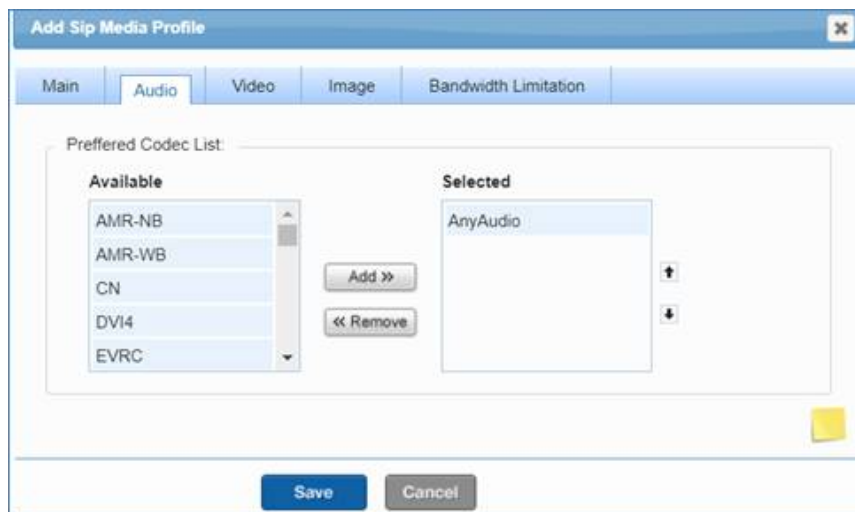 Add Sip Media Profile
Main Audio Video Image Bandwidth Limitation
Preffered Codec List:
Available Selected
AMR-NB AnyAudio
AMR-WB
CN
DVI4
EVRC
Add »
« Remove
Save Cancel